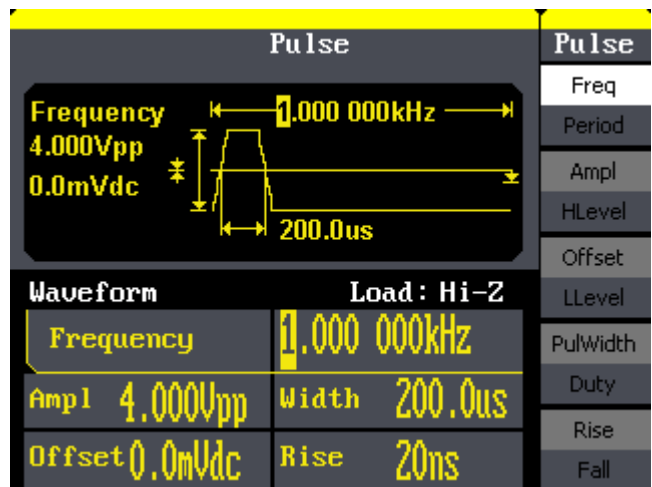 Pulse
Frequency 1.000 000kHz
4.000Vpp
0.0mVdc
200.0us
Waveform Load: Hi-Z
Frequency 1.000 000kHz
Ampl 4.000Vpp Width 200.0us
Offset 0.0mVdc Rise 20ns
Pulse
Freq
Period
Ampl
HLevel
Offset
LLevel
PulWidth
Duty
Rise
Fall